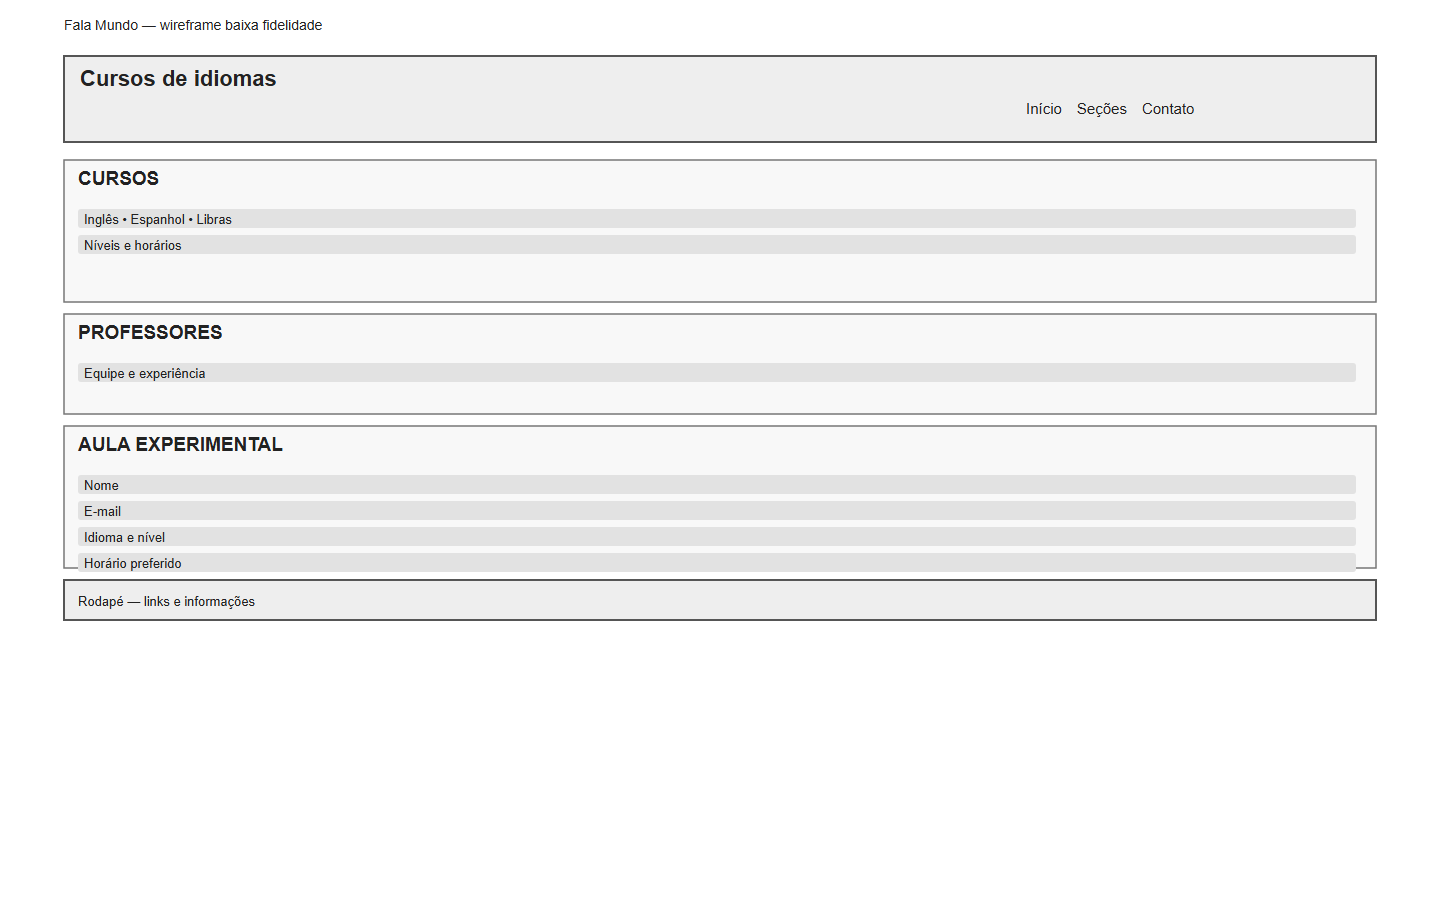 Fala Mundo — wireframe baixa fidelidade
Cursos de idiomas
Início Seções Contato
CURSOS
Inglês • Espanhol • Libras
Níveis e horários
PROFESSORES
Equipe e experiência
AULA EXPERIMENTAL
Nome
E-mail
Idioma e nível
Horário preferido
Rodapé — links e informações